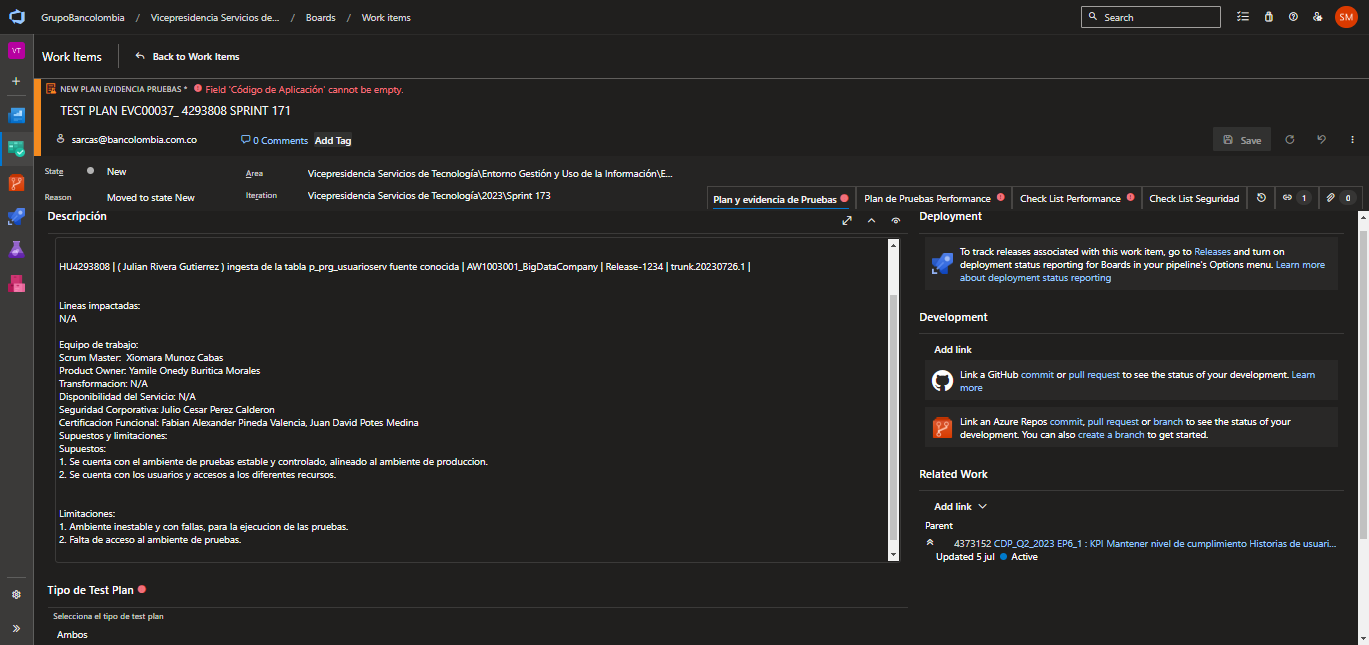 GrupoBancolombia / Vicepresidencia Servicios de... / Boards / Work items
Search
SM
VT
Work Items
Back to Work Items
NEW PLAN EVIDENCIA PRUEBAS * Field 'Código de Aplicación' cannot be empty.
TEST PLAN EVC00037_ 4293808 SPRINT 171
sarcas@bancolombia.com.co
0 Comments
Add Tag
Save
State
New
Area
Vicepresidencia Servicios de Tecnología\Entorno Gestión y Uso de la Información\E...
Reason
Moved to state New
Iteration
Vicepresidencia Servicios de Tecnología\2023\Sprint 173
Plan y evidencia de Pruebas
Plan de Pruebas Performance
Check List Performance
Check List Seguridad
1
0
Descripción
HU4293808 | ( Julian Rivera Gutierrez ) ingesta de la tabla p_prg_usuarioserv fuente conocida | AW1003001_BigDataCompany | Release-1234 | trunk.20230726.1 |
Lineas impactadas:
N/A
Equipo de trabajo:
Scrum Master:  Xiomara Munoz Cabas
Product Owner: Yamile Onedy Buritica Morales
Transformacion: N/A
Disponibilidad del Servicio: N/A
Seguridad Corporativa: Julio Cesar Perez Calderon
Certificacion Funcional: Fabian Alexander Pineda Valencia, Juan David Potes Medina
Supuestos y limitaciones:
Supuestos:
1. Se cuenta con el ambiente de pruebas estable y controlado, alineado al ambiente de produccion.
2. Se cuenta con los usuarios y accesos a los diferentes recursos.
Limitaciones:
1. Ambiente inestable y con fallas, para la ejecucion de las pruebas.
2. Falta de acceso al ambiente de pruebas.
Tipo de Test Plan
Selecciona el tipo de test plan
Ambos
Deployment
To track releases associated with this work item, go to Releases and turn on
deployment status reporting for Boards in your pipeline's Options menu. Learn more
about deployment status reporting
Development
Add link
Link a GitHub commit or pull request to see the status of your development. Learn
more
Link an Azure Repos commit, pull request or branch to see the status of your
development. You can also create a branch to get started.
Related Work
Add link
Parent
4373152 CDP_Q2_2023 EP6_1 : KPI Mantener nivel de cumplimiento Historias de usuari...
Updated 5 jul
Active